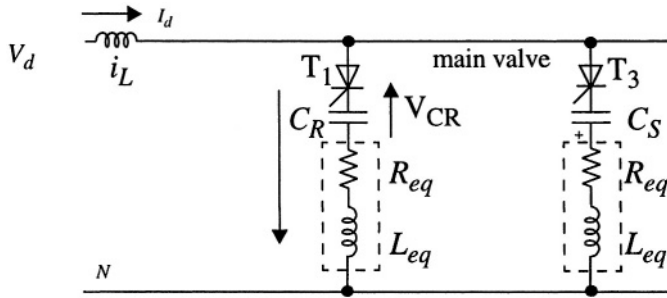 I_d
V_d
i_L
T_1
main valve
T_3
C_R
V_CR
+
C_S
R_eq
R_eq
L_eq
L_eq
N